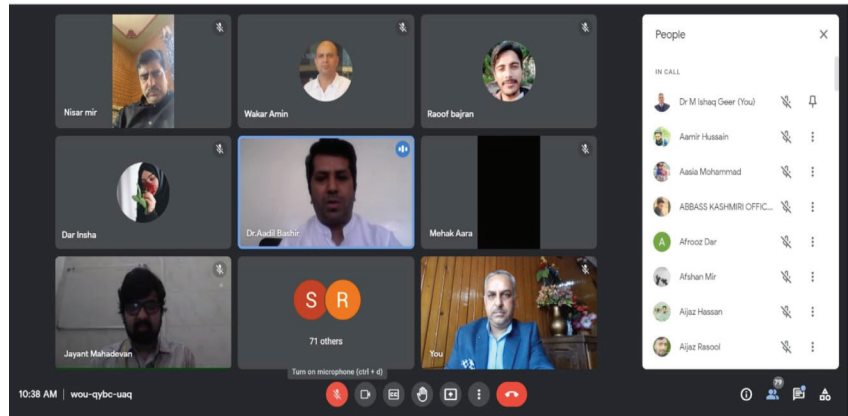 Nisar mir
Wakar Amin
Raoof bajran
Dar Insha
Dr.Aadil Bashir
Mehak Aara
Jayant Mahadevan
S R
71 others
You
Turn on microphone (ctrl + d)
10:38 AM | wou-qybc-uaq
CC
79
People
IN CALL
Dr M Ishaq Geer (You)
Aamir Hussain
Aasia Mohammad
ABBASS KASHMIRI OFFIC...
A Afrooz Dar
Afshan Mir
Aijaz Hassan
Aijaz Rasool